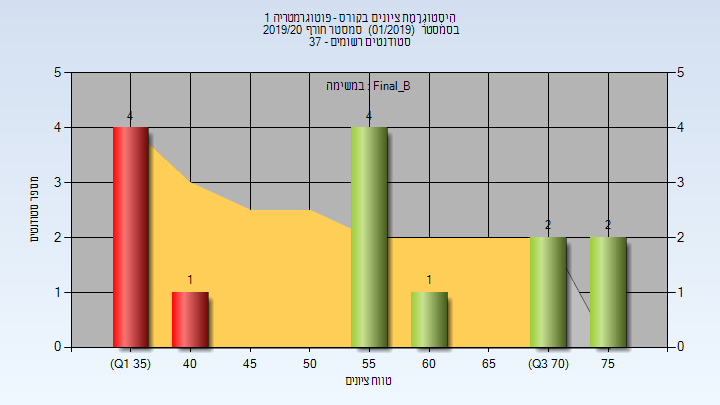 היסטוגרמת ציונים בקורס - פוטוגרמטריה 1
בסמסטר (01/2019) סמסטר חורף 2019/20
סטודנטים רשומים - 37
במשימה : Final_B
5 5
4 4
3 3
2 2
1 1
0 0
4 1 4 1 2 2
מספר סטודנטים
(Q1 35) 40 45 50 55 60 65 (Q3 70) 75
טווח ציונים